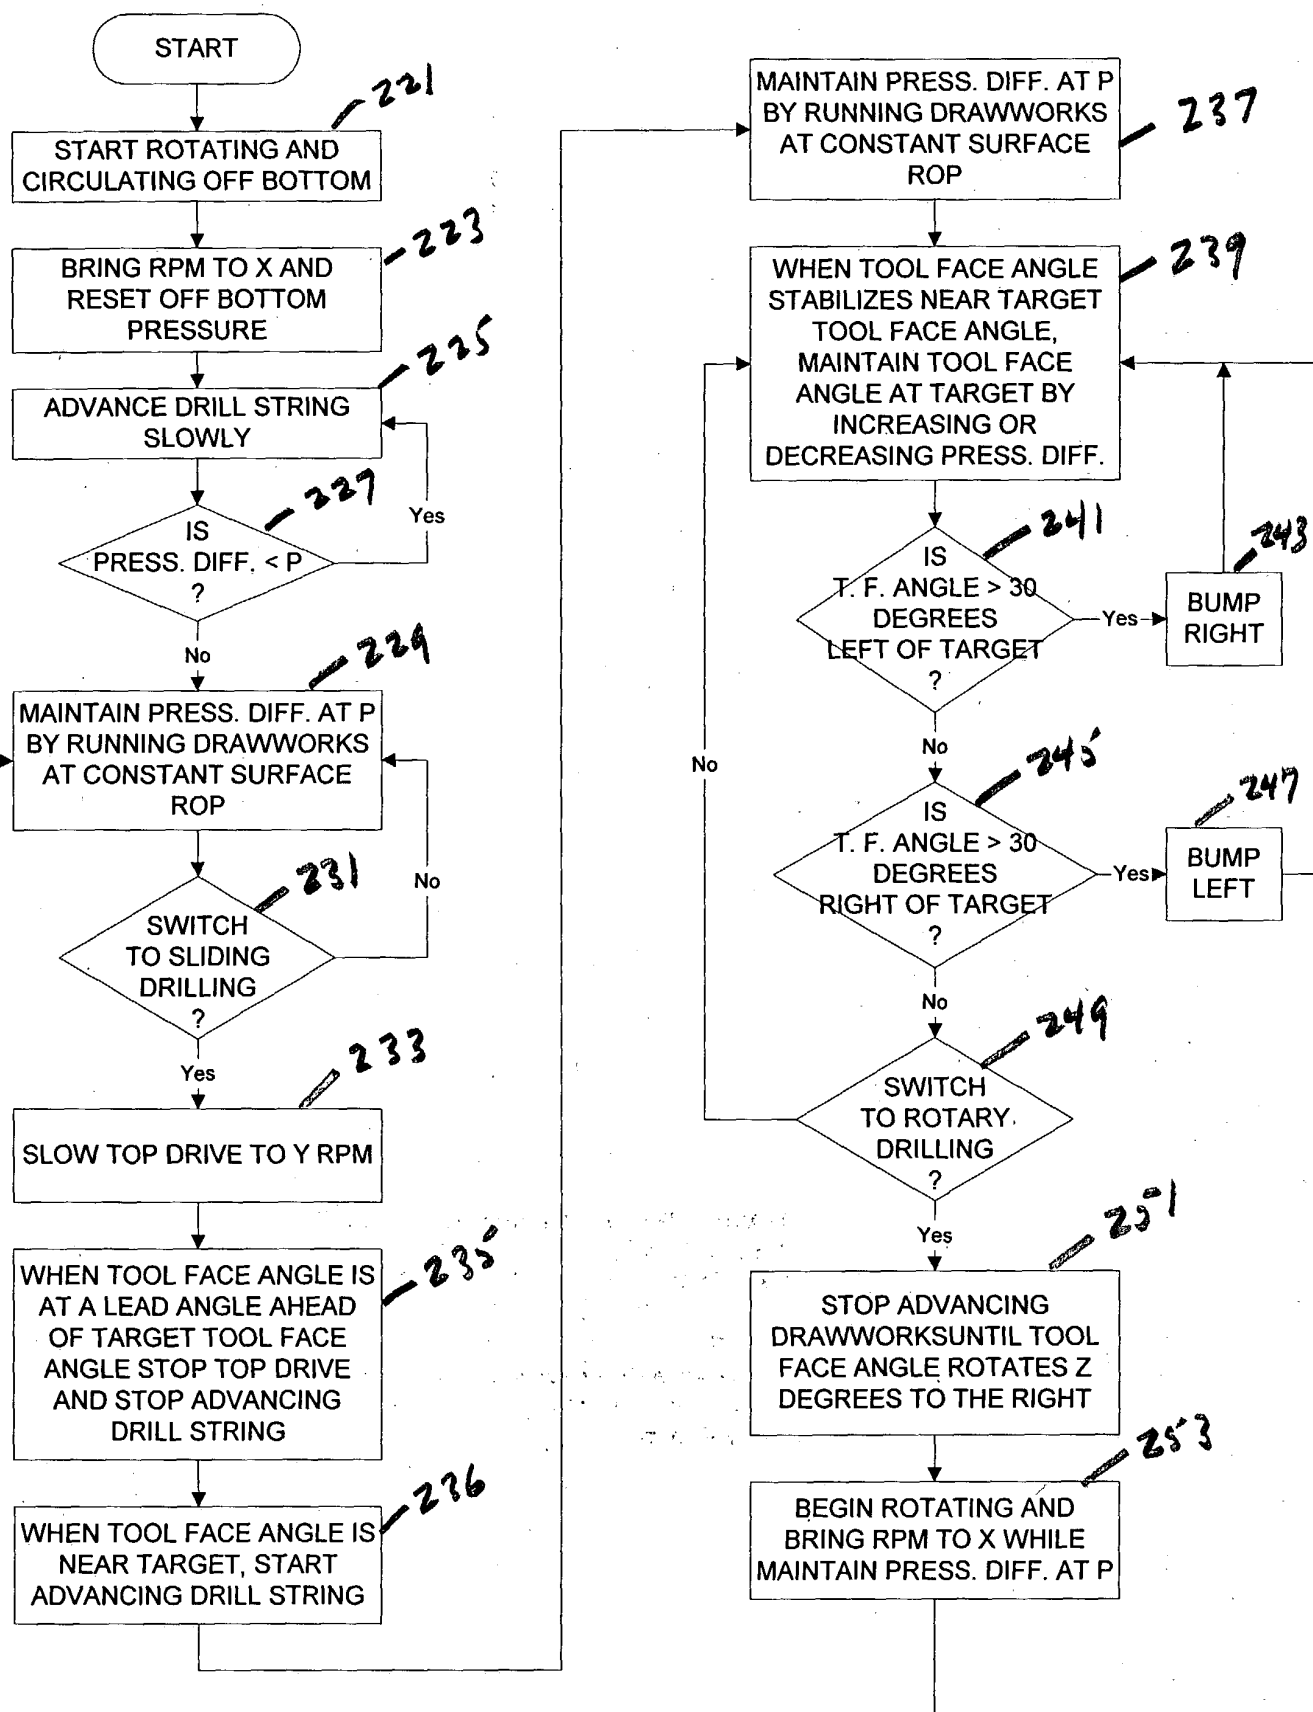 START
221
START ROTATING AND
CIRCULATING OFF BOTTOM
223
BRING RPM TO X AND
RESET OFF BOTTOM
PRESSURE
225
ADVANCE DRILL STRING
SLOWLY
227
IS
PRESS. DIFF. < P
?
Yes
No
229
MAINTAIN PRESS. DIFF. AT P
BY RUNNING DRAWWORKS
AT CONSTANT SURFACE
ROP
231
SWITCH
TO SLIDING
DRILLING
?
No
Yes
233
SLOW TOP DRIVE TO Y RPM
235
WHEN TOOL FACE ANGLE IS
AT A LEAD ANGLE AHEAD
OF TARGET TOOL FACE
ANGLE STOP TOP DRIVE
AND STOP ADVANCING
DRILL STRING
236
WHEN TOOL FACE ANGLE IS
NEAR TARGET, START
ADVANCING DRILL STRING
MAINTAIN PRESS. DIFF. AT P
BY RUNNING DRAWWORKS
AT CONSTANT SURFACE
ROP
237
WHEN TOOL FACE ANGLE
STABILIZES NEAR TARGET
TOOL FACE ANGLE,
MAINTAIN TOOL FACE
ANGLE AT TARGET BY
INCREASING OR
DECREASING PRESS. DIFF.
239
241
IS
T. F. ANGLE > 30
DEGREES
LEFT OF TARGET
?
Yes
243
BUMP
RIGHT
No
245
IS
T. F. ANGLE > 30
DEGREES
RIGHT OF TARGET
?
Yes
247
BUMP
LEFT
No
249
SWITCH
TO ROTARY
DRILLING
?
No
Yes
251
STOP ADVANCING
DRAWWORKSUNTIL TOOL
FACE ANGLE ROTATES Z
DEGREES TO THE RIGHT
253
BEGIN ROTATING AND
BRING RPM TO X WHILE
MAINTAIN PRESS. DIFF. AT P